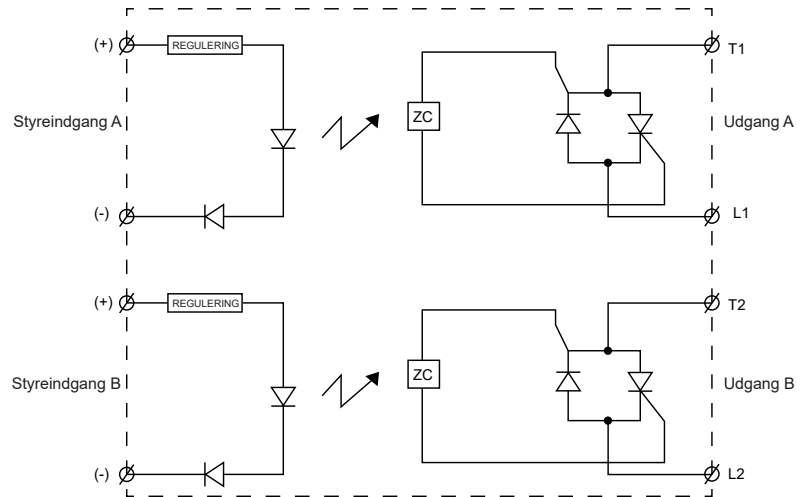 (+)
REGULERING
T1
Styreindgang A
ZC
Udgang A
(-)
L1
(+)
REGULERING
T2
Styreindgang B
ZC
Udgang B
(-)
L2